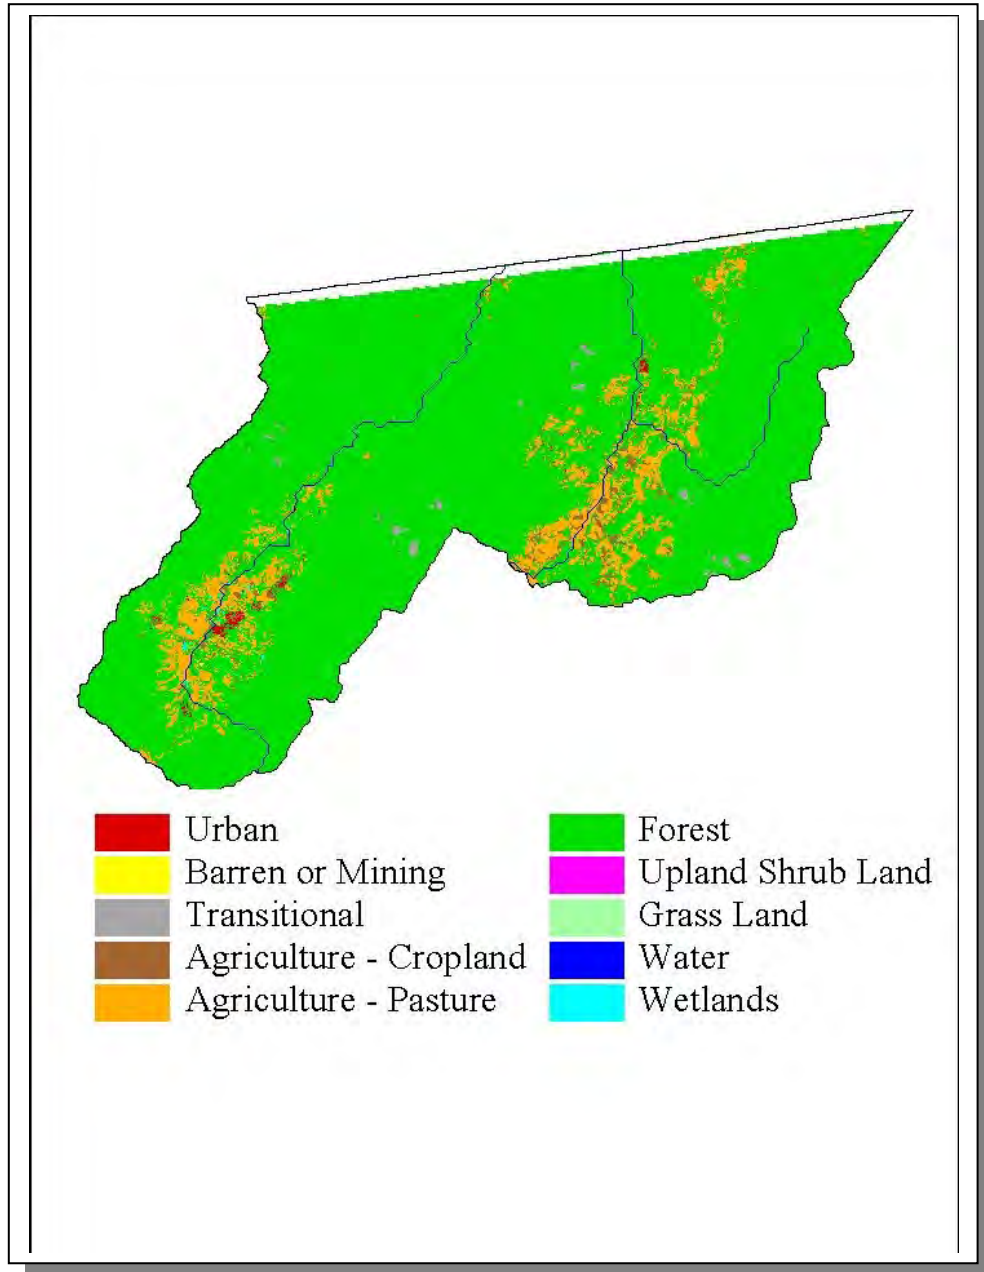 Urban
Barren or Mining
Transitional
Agriculture - Cropland
Agriculture - Pasture
Forest
Upland Shrub Land
Grass Land
Water
Wetlands